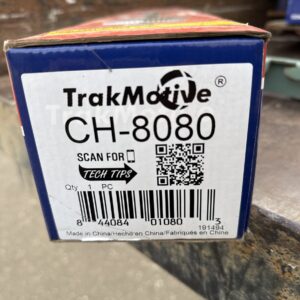 TrakMotive®
CH-8080
SCAN FOR
TECH TIPS
Qty 1 PC
8 44084 01080 3
191494
Made in China/Hecho en China/Fabriqués en Chine